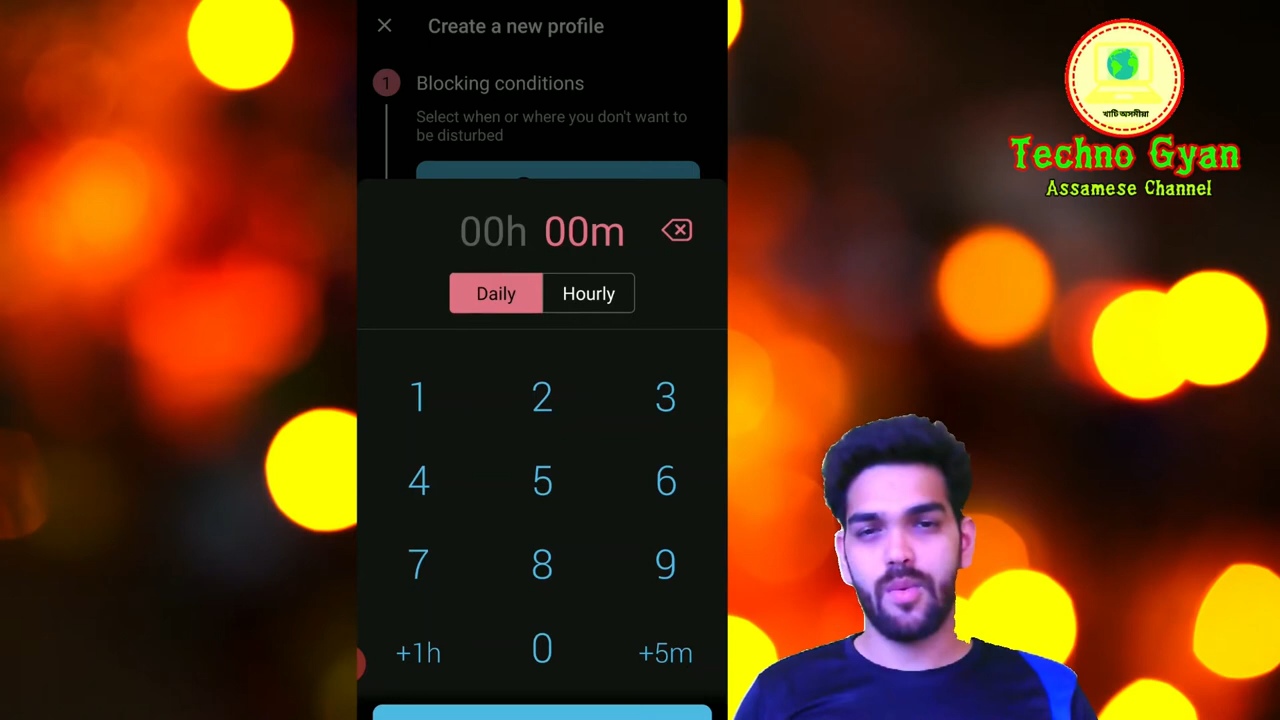 Create a new profile
1
Blocking conditions
Select when or where you don't want to
be disturbed
00h 00m
Daily
Hourly
1 2 3
4 5 6
7 8 9
+1h 0 +5m
খাটি অসমীয়া
Techno Gyan
Assamese Channel